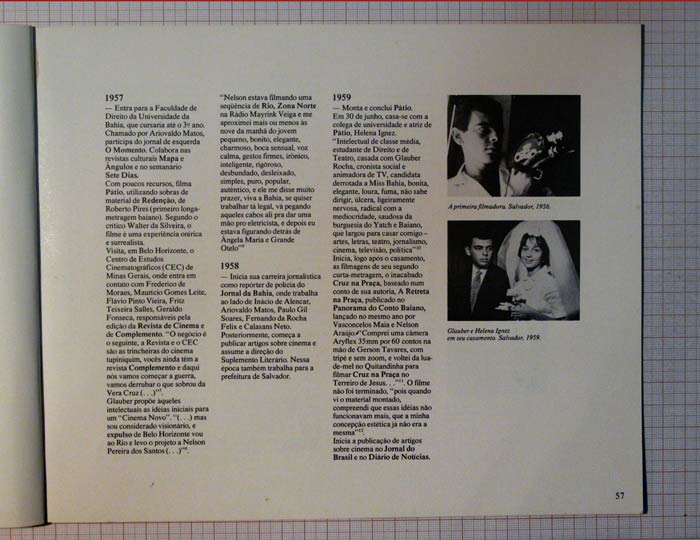 1957
— Entra para a Faculdade de
Direito da Universidade da
Bahia, que cursaria até o 3º ano.
Chamado por Ariovaldo Matos,
participa do jornal de esquerda
O Momento. Colabora nas
revistas culturais Mapa e
Ângulos e no semanário
Sete Dias.
Com poucos recursos, filma
Pátio, utilizando sobras de
material de Redenção, de
Roberto Pires (primeiro longa-
metragem baiano). Segundo o
crítico Walter da Silveira, o
filme é uma experiência onírica
e surrealista.
Visita, em Belo Horizonte, o
Centro de Estudos
Cinematográficos (CEC) de
Minas Gerais, onde entra em
contato com Frederico de
Moraes, Maurício Gomes Leite,
Flávio Pinto Vieira, Fritz
Teixeira Salles, Geraldo
Fonseca, responsáveis pela
edição da Revista de Cinema e
de Complemento. "O negócio é
o seguinte, a Revista e o CEC
são as trincheiras do cinema
tupiniquim, vocês ainda têm a
revista Complemento e daqui
nós vamos começar a guerra,
vamos derrubar o que sobrou da
Vera Cruz (. . .)"
Glauber propõe àqueles
intelectuais as idéias iniciais para
um "Cinema Novo". "(. . .) mas
sou considerado visionário, e
expulso de Belo Horizonte vou
ao Rio e levo o projeto a Nelson
Pereira dos Santos (. . .)"
"Nelson estava filmando uma
seqüência de Rio, Zona Norte
na Rádio Mayrink Veiga e me
aproximei mais ou menos às
nove da manhã do jovem
pequeno, bonito, elegante,
charmoso, boca sensual, voz
calma, gestos firmes, irônico,
inteligente, rigoroso,
desbundado, desleixado,
simples, puro, popular,
autêntico, e ele me disse muito
prazer, viva a Bahia, se quiser
trabalhar tá legal, vá pegando
aqueles cabos ali pra dar uma
mão pro eletricista, e depois eu
estava figurando detrás de
Ângela Maria e Grande
Otelo"
1958
— Inicia sua carreira jornalística
como repórter de polícia do
Jornal da Bahia, onde trabalha
ao lado de Inácio de Alencar,
Ariovaldo Matos, Paulo Gil
Soares, Fernando da Rocha
Felix e Calasans Neto.
Posteriormente, começa a
publicar artigos sobre cinema e
assume a direção do
Suplemento Literário. Nessa
época também trabalha para a
prefeitura de Salvador.
1959
— Monta e conclui Pátio.
Em 30 de junho, casa-se com a
colega de universidade e atriz de
Pátio, Helena Ignez.
"Intelectual de classe média,
estudante de Direito e de
Teatro, casada com Glauber
Rocha, cronista social e
animadora de TV, candidata
derrotada a Miss Bahia, bonita,
elegante, loura, fuma, não sabe
dirigir, úlcera, ligeiramente
nervosa, radical com a
mediocridade, saudosa da
burguesia do Yatch e Baiano,
que largou para casar comigo —
artes, letras, teatro, jornalismo,
cinema, televisão, política"
Inicia, logo após o casamento,
as filmagens de seu segundo
curta-metragem, o inacabado
Cruz na Praça, baseado num
conto de sua autoria, A Retreta
na Praça, publicado no
Panorama do Conto Baiano,
lançado no mesmo ano por
Vasconcelos Maia e Nelson
Araújo. "Comprei uma câmera
Aryflex 35mm por 60 contos na
mão de Gerson Tavares, com
tripé e sem zoom, e voltei da lua-
de-mel no Quitandinha para
filmar Cruz na Praça no
Terreiro de Jesus. . ."¹¹. O filme
não foi terminado, "pois quando
vi o material montado,
compreendi que essas idéias não
funcionavam mais, que a minha
concepção estética já não era a
mesma"¹².
Inicia a publicação de artigos
sobre cinema no Jornal do
Brasil e no Diário de Notícias.
A primeira filmadora. Salvador, 1956.
Glauber e Helena Ignez
em seu casamento. Salvador, 1959.
57